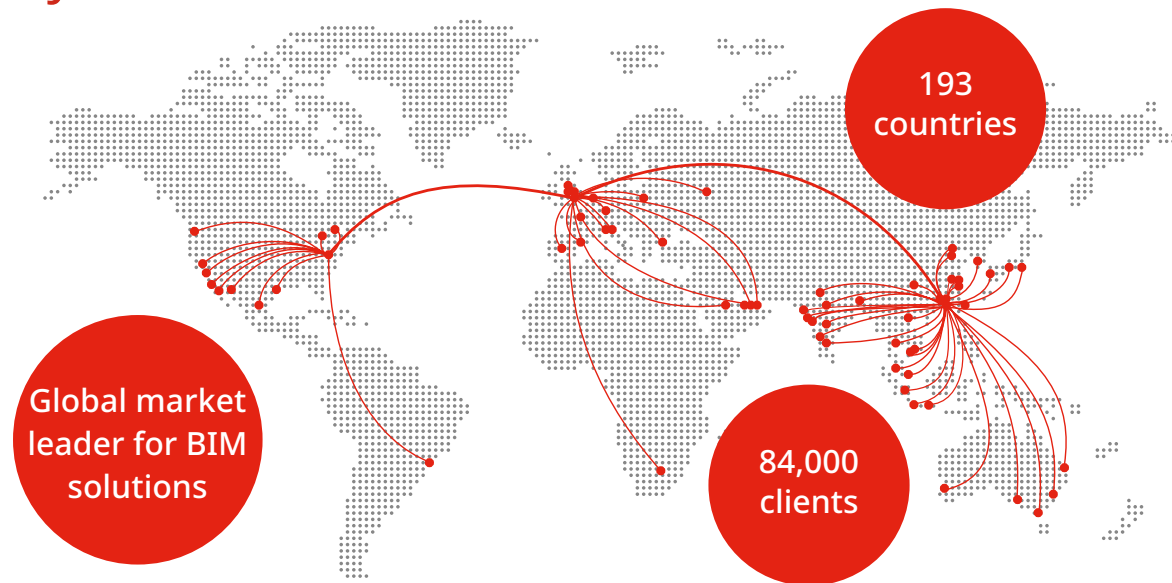 193
countries
Global market
leader for BIM
solutions
84,000
clients